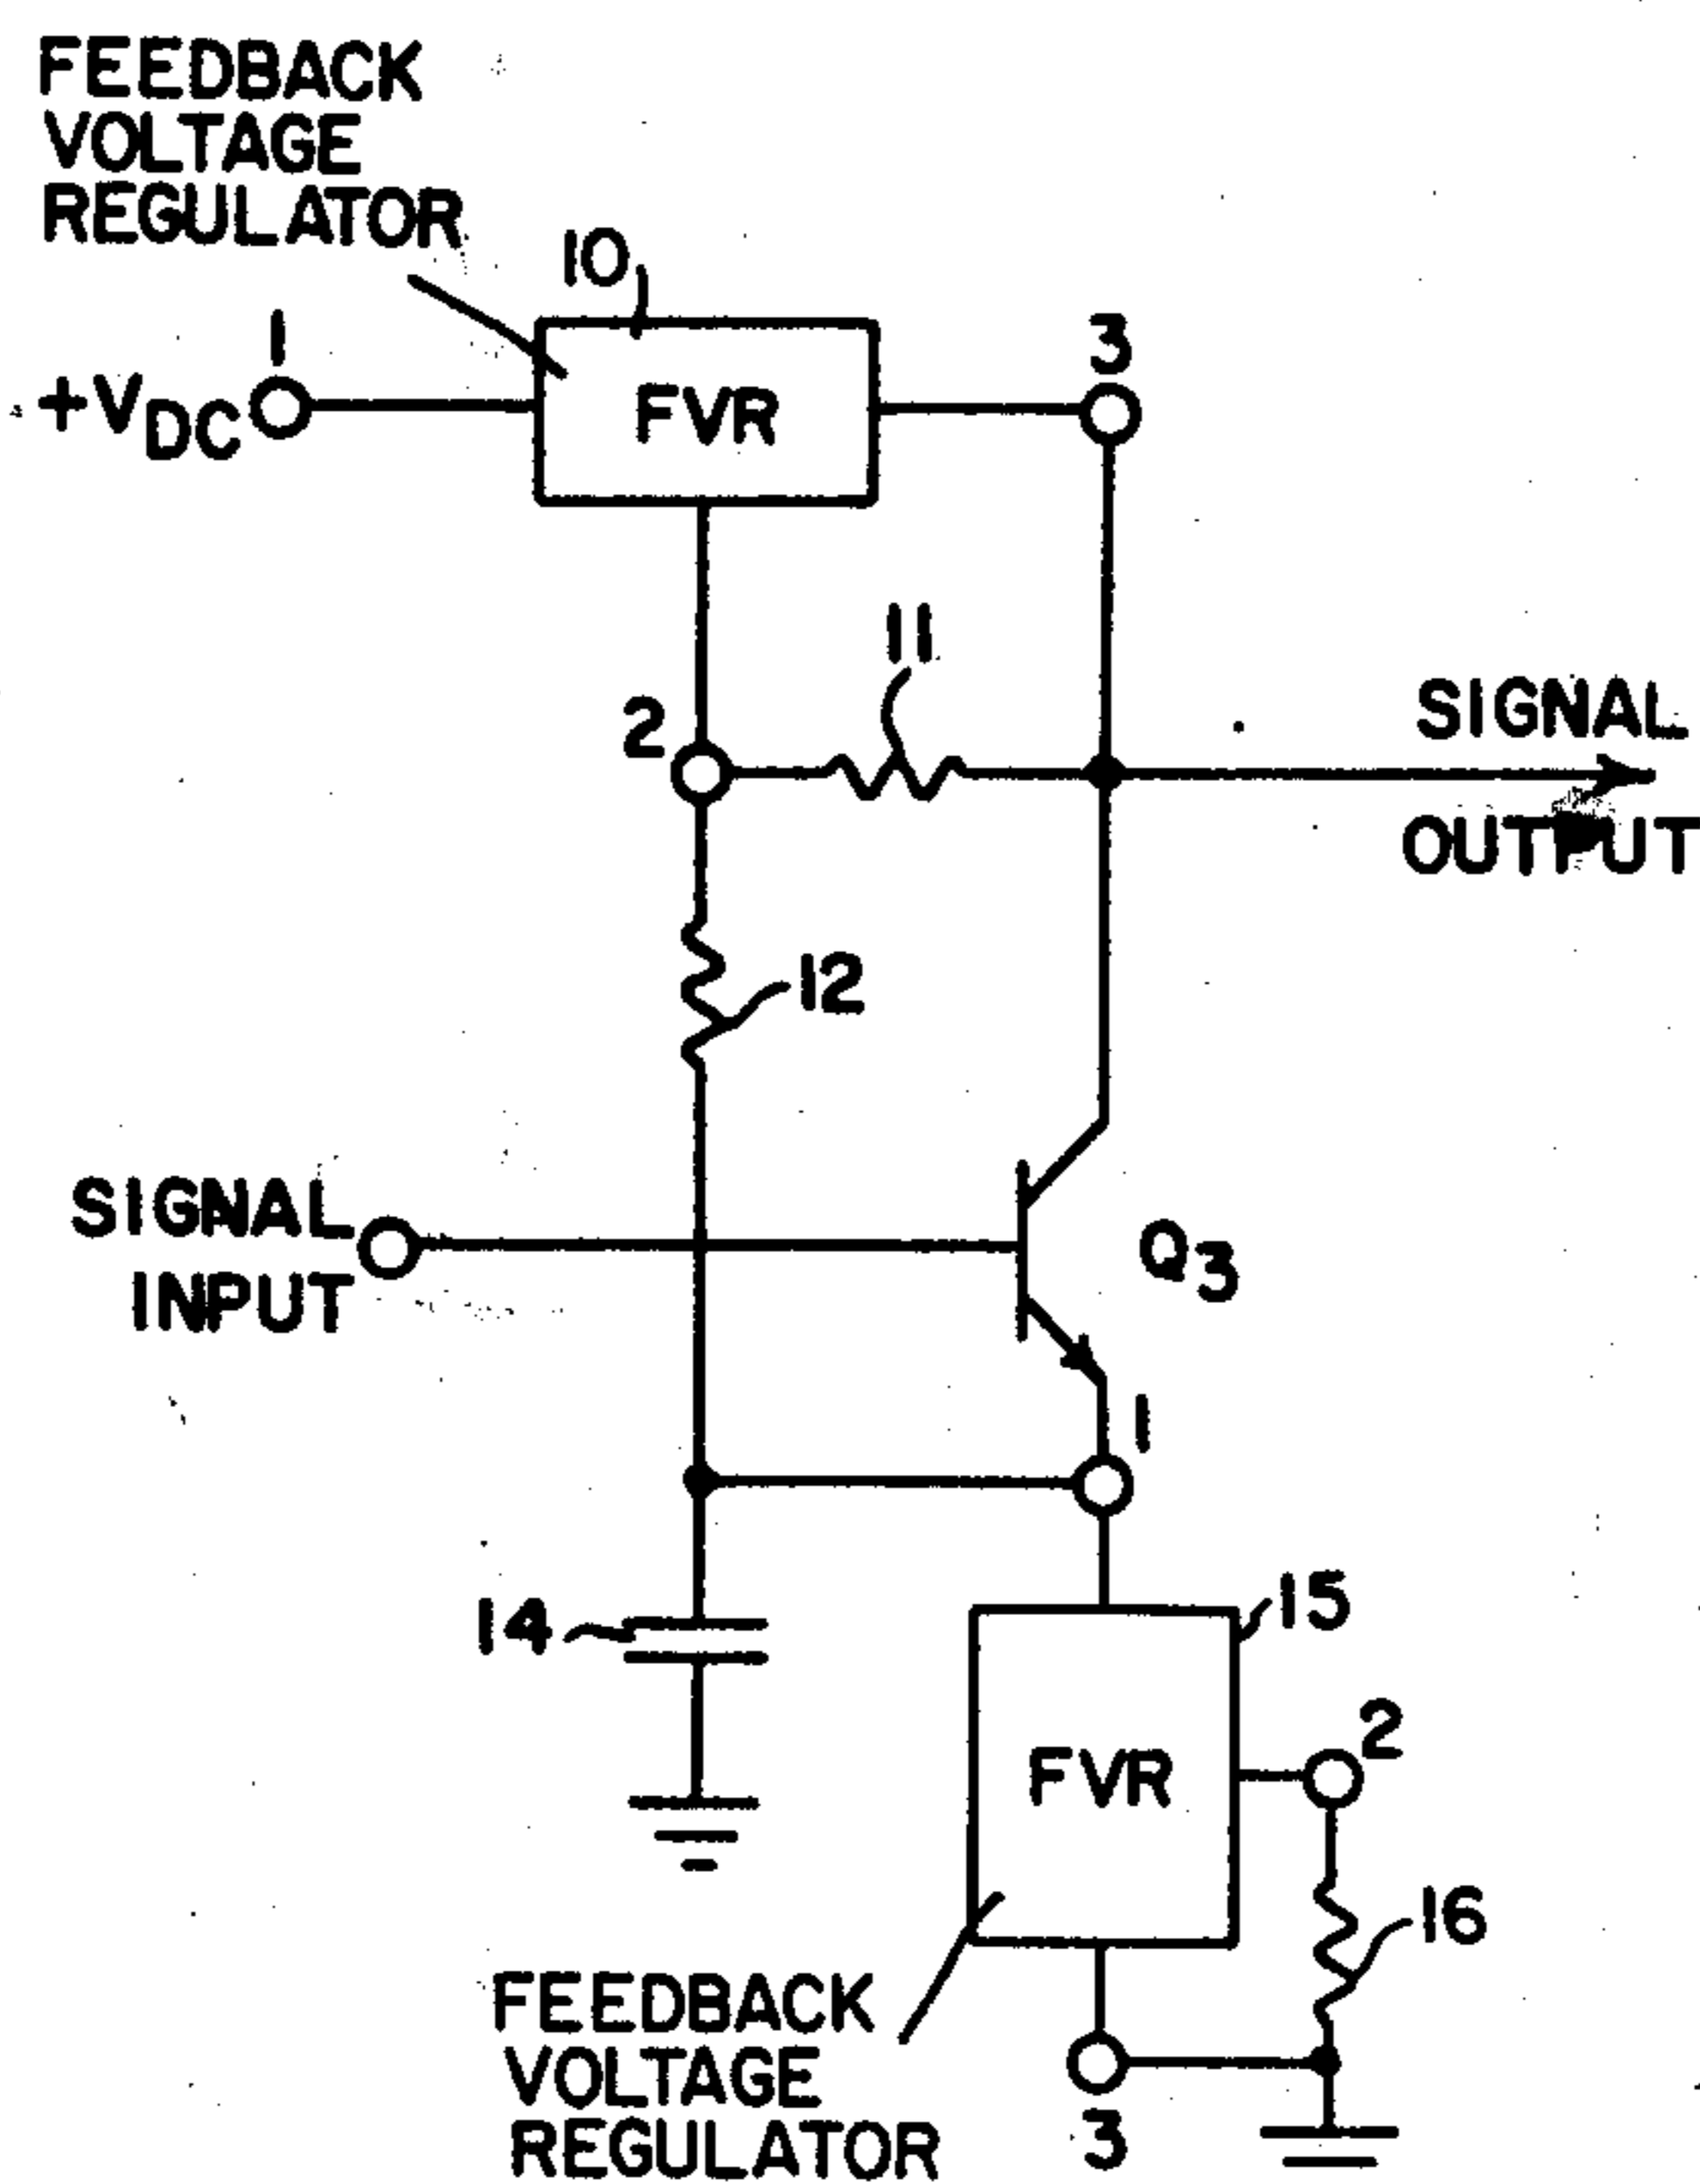 FEEDBACK
VOLTAGE
REGULATOR
10
1
3
+VDC
FVR
11
2
SIGNAL
OUTPUT
12
SIGNAL
INPUT
Q3
1
14
15
2
FVR
16
FEEDBACK
VOLTAGE
REGULATOR
3